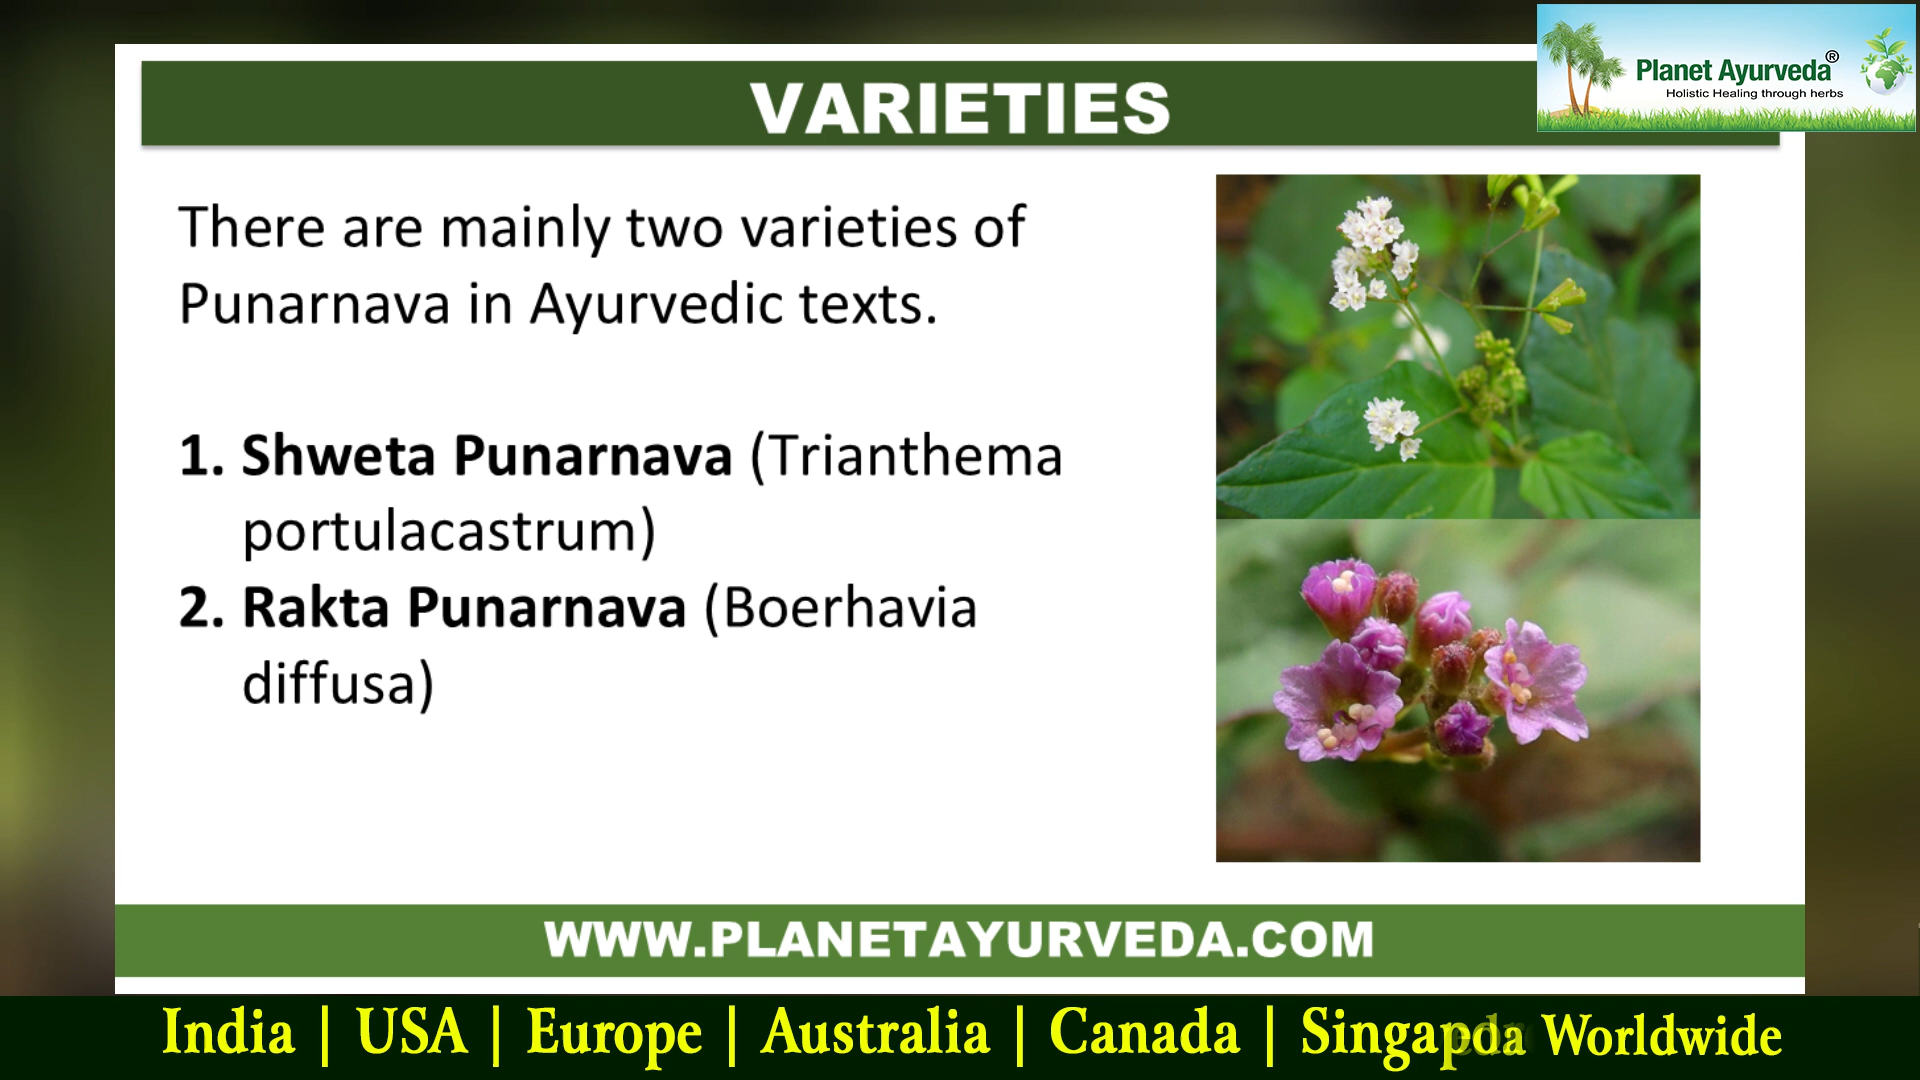 VARIETIES
Planet Ayurveda®
Holistic Healing through herbs
There are mainly two varieties of
Punarnava in Ayurvedic texts.
1. Shweta Punarnava (Trianthema
portulacastrum)
2. Rakta Punarnava (Boerhavia
diffusa)
WWW.PLANETAYURVEDA.COM
India | USA | Europe | Australia | Canada | Worldwide